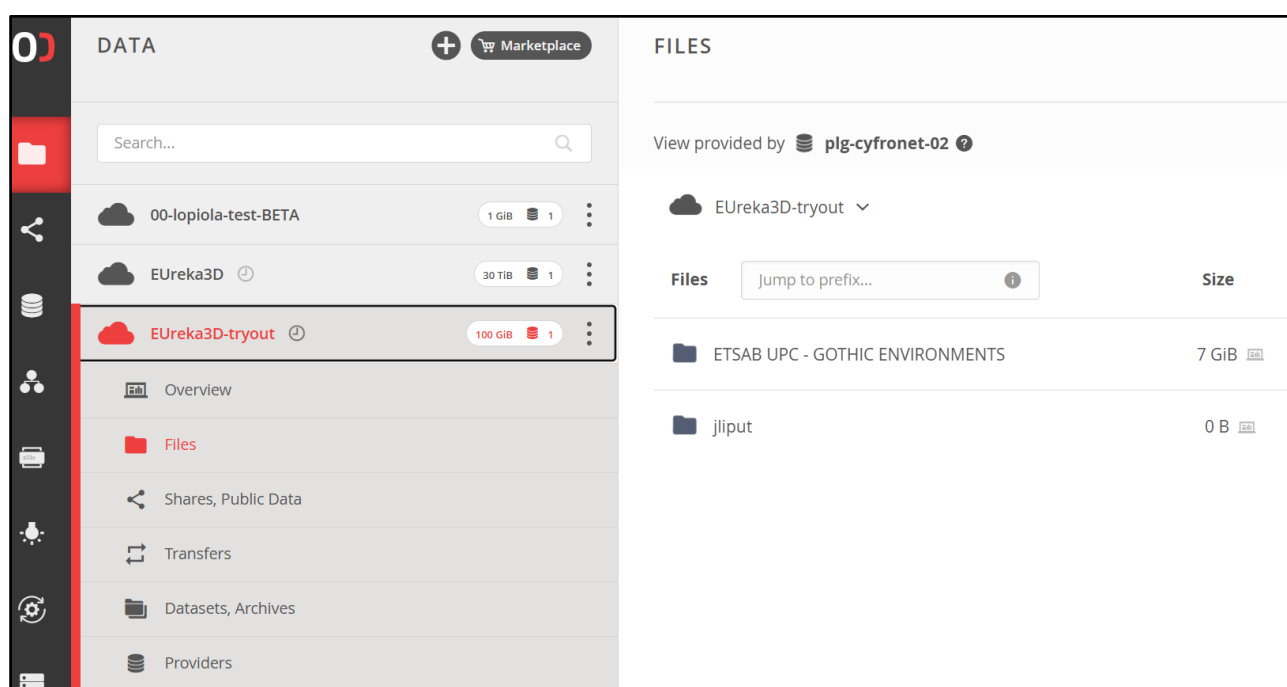 DATA
Marketplace
Search...
00-lopiola-test-BETA
1 GiB 1
EUreka3D
30 TiB 1
EUreka3D-tryout
100 GiB 1
Overview
Files
Shares, Public Data
Transfers
Datasets, Archives
Providers
FILES
View provided by plg-cyfronet-02
EUreka3D-tryout
Files Jump to prefix... Size
ETSAB UPC - GOTHIC ENVIRONMENTS 7 GiB
jliput 0 B